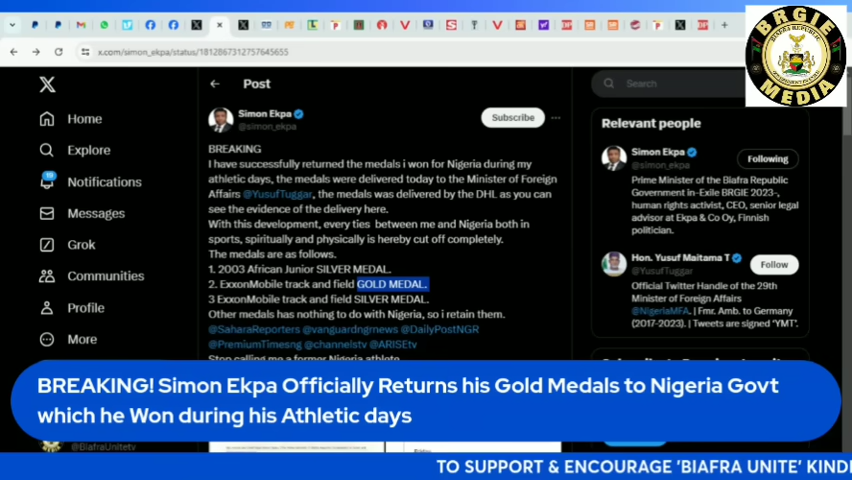 BRGIE
BIAFRA REPUBLIC
MEDIA
x.com/simon_ekpa/status/1812867312757645655
Post
Search
Home
Explore
Notifications
Messages
Grok
Communities
Profile
More
Simon Ekpa
@simon_ekpa
Subscribe
BREAKING
I have successfully returned the medals i won for Nigeria during my
athletic days, the medals were delivered today to the Minister of Foreign
Affairs @YusufTuggar, the medals was delivered by the DHL as you can
see the evidence of the delivery here.
With this development, every ties between me and Nigeria both in
sports, spiritually and physically is hereby cut off completely.
The medals are as follows.
1. 2003 African Junior SILVER MEDAL.
2. ExxonMobile track and field GOLD MEDAL.
3 ExxonMobile track and field SILVER MEDAL.
Other medals has nothing to do with Nigeria, so i retain them.
@SaharaReporters @vanguardngrnews @DailyPostNGR
@PremiumTimesng @channelstv @ARISEtv
Stop calling me a former Nigeria athlete
Relevant people
Simon Ekpa
@simon_ekpa
Following
Prime Minister of the Biafra Republic
Government in-Exile BRGIE 2023-,
human rights activist, CEO, senior legal
advisor at Ekpa & Co Oy, Finnish
politician.
Hon. Yusuf Maitama T
@YusufTuggar
Follow
Official Twitter Handle of the 29th
Minister of Foreign Affairs
@NigeriaMFA. | Fmr. Amb. to Germany
(2017-2023). | Tweets are signed 'YMT'.
BREAKING! Simon Ekpa Officially Returns his Gold Medals to Nigeria Govt
which he Won during his Athletic days
@BiafraUnitetv
TO SUPPORT & ENCOURAGE 'BIAFRA UNITE' KIND